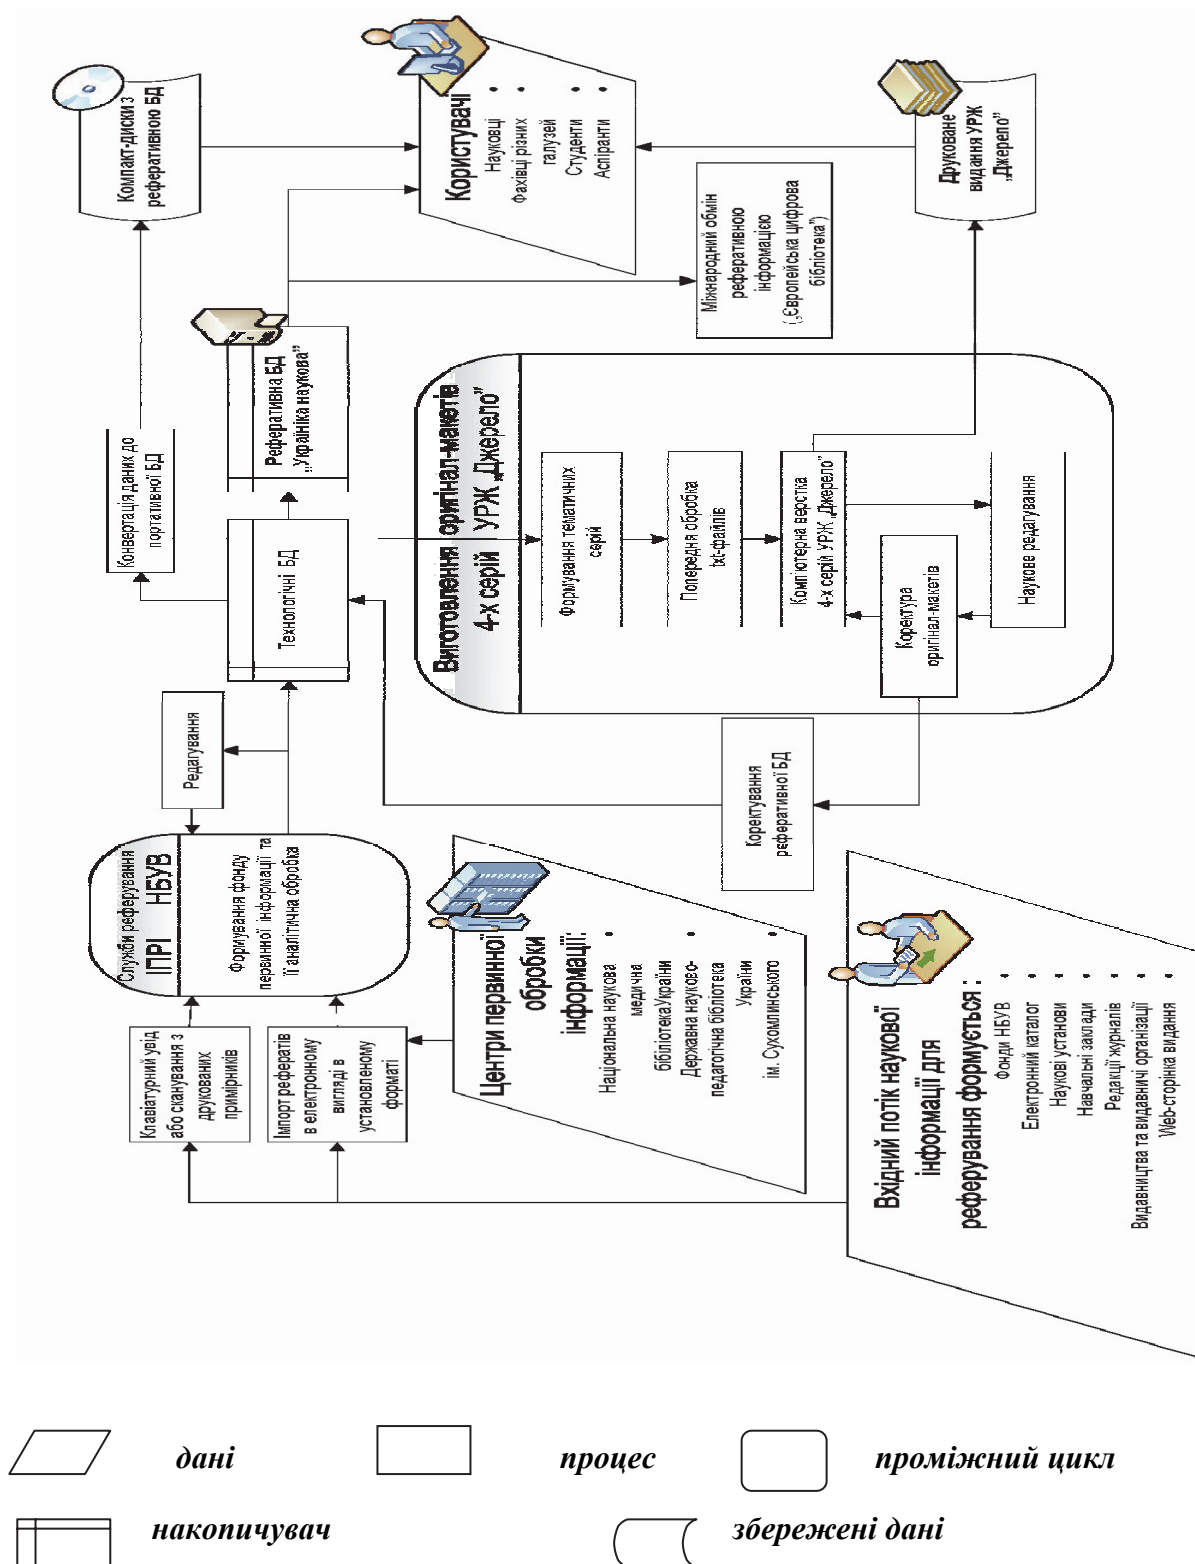 Вхідний потік наукової
інформації для
реферування формується :
Фонди НБУВ
Електронний каталог
Наукові установи
Навчальні заклади
Редакції журналів
Видавництва та видавничі організації
Web-сторінка видання
Клавіатурний увід
або сканування з
друкованих
примірників
Імпорт рефератів
в електронному
вигляді в
установленому
форматі
Центри первинної
обробки
інформації:
Національна наукова
медична
бібліотека України
Державна науково-
педагогічна бібліотека
України
ім. Сухомлинського
Служби реферування
ІПРІ НБУВ
Формування фонду
первинної інформації та
її аналітична обробка
Редагування
Коректування
реферативної БД
Технологічні БД
Конвертація даних до
портативної БД
Реферативна БД
„Україніка наукова”
Виготовлення оригінал-макетів
4-х серій УРЖ „Джерело”
Формування тематичних
серій
Попередня обробка
txt-файлів
Комп'ютерна верстка
4-х серій УРЖ „Джерело”
Коректура
оригінал-макетів
Наукове редагування
Компакт-диски з
реферативною БД
Користувачі
Науковці
Фахівці різних
галузей
Студенти
Аспіранти
Міжнародний обмін
реферативною
інформацією
(„Європейська цифрова
бібліотека”)
Друковане
видання УРЖ
„Джерело”
дані
процес
проміжний цикл
накопичувач
збережені дані